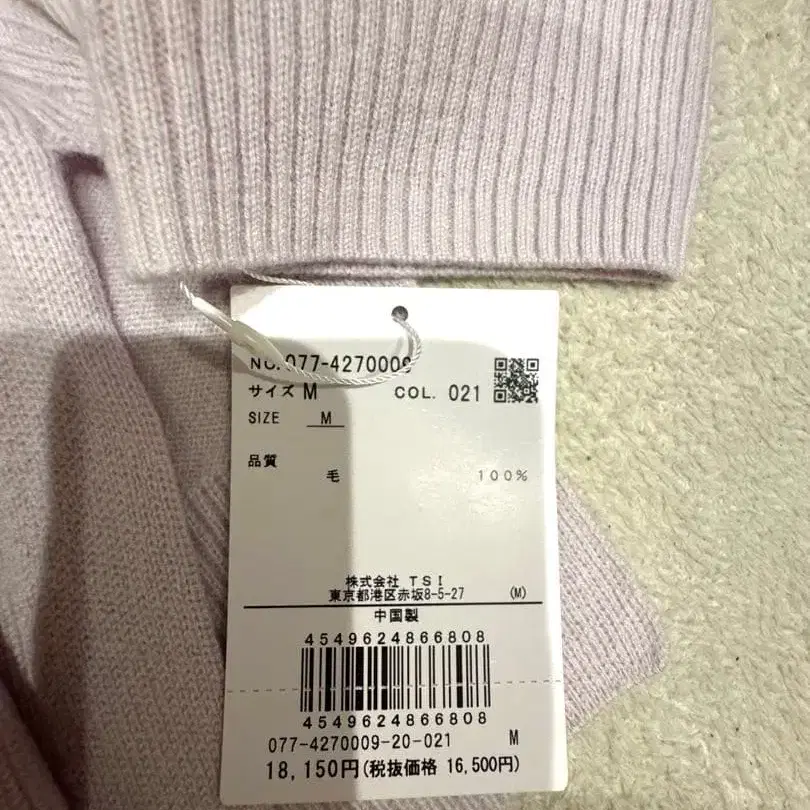 NO. 077-4270009
サイズ M COL. 021
SIZE M
品質
毛 100%
株式会社 TSI
東京都港区赤坂8-5-27 (M)
中国製
4549624866808
4549624866808
077-4270009-20-021 M
18,150円(税抜価格 16,500円)